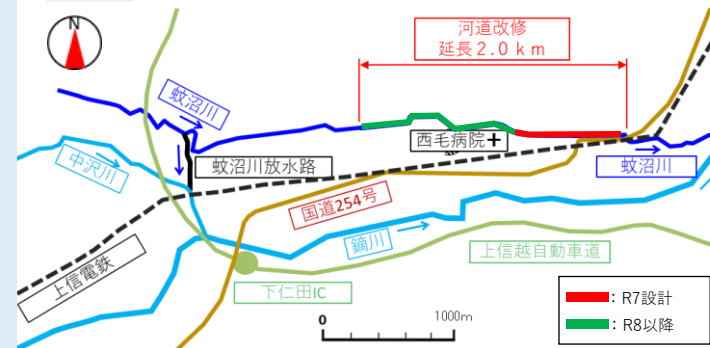 N
河道改修
延長2.0km
蚊沼川
西毛病院
中沢川
蚊沼川放水路
蚊沼川
国道254号
鏑川
上信越自動車道
上信電鉄
下仁田IC
0 1000m
:R7設計
:R8以降